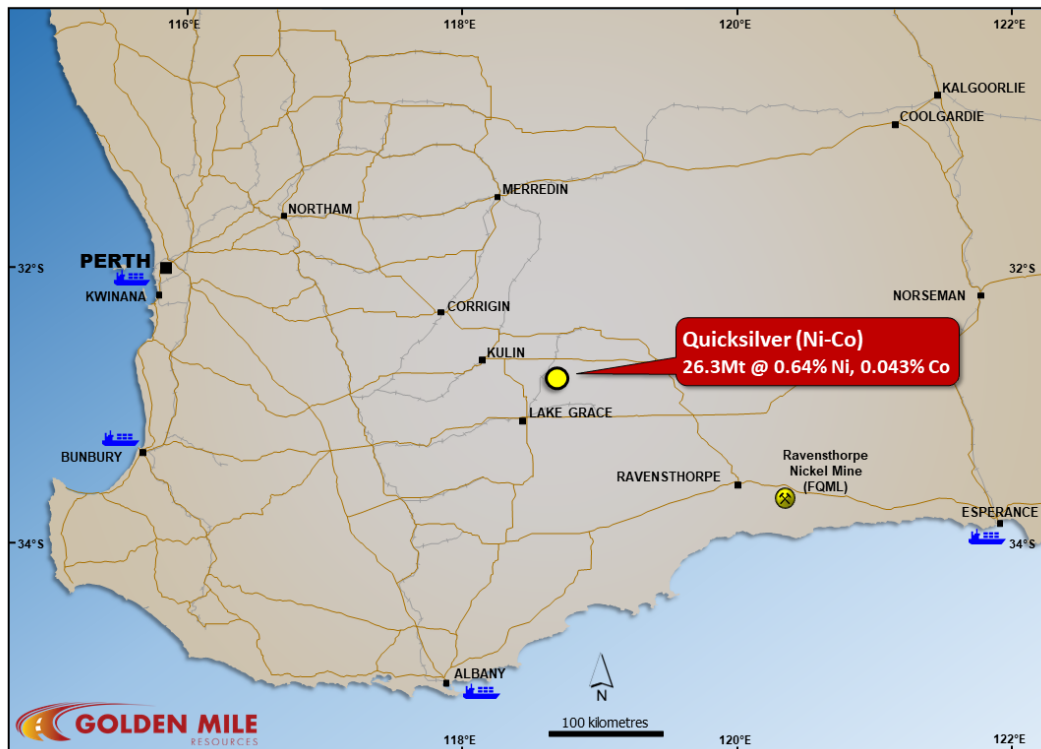 116°E
118°E
120°E
122°E
KALGOORLIE
COOLGARDIE
MERREDIN
NORTHAM
PERTH
32°S
32°S
KWINANA
NORSEMAN
CORRIGIN
Quicksilver (Ni-Co)
26.3Mt @ 0.64% Ni, 0.043% Co
KULIN
LAKE GRACE
BUNBURY
Ravensthorpe
Nickel Mine
(FQML)
RAVENSTHORPE
ESPERANCE
34°S
34°S
ALBANY
N
100 kilometres
GOLDEN MILE
RESOURCES
118°E
120°E
122°E